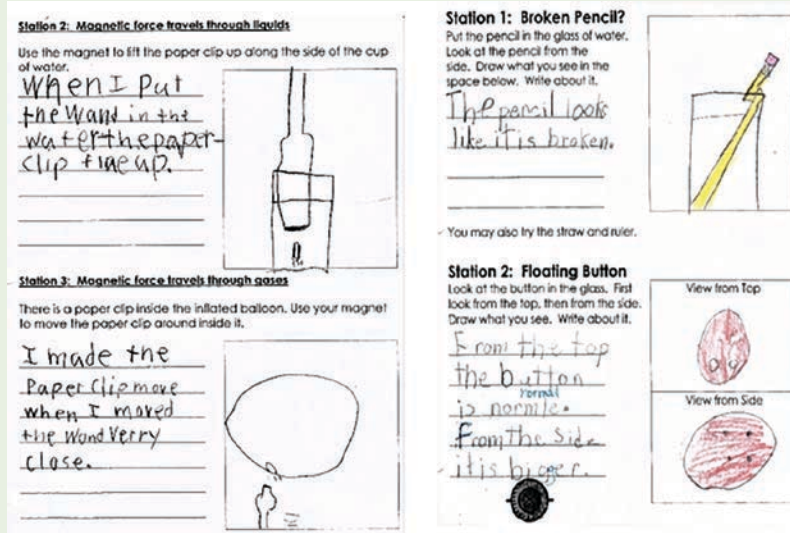 Station 2: Magnetic force travels through liquids
Use the magnet to lift the paper clip up along the side of the cup
of water.
When I Put
the Wand in the
water the paper-
clip
up.
Station 3: Magnetic force travels through gases
There is a paper clip inside the inflated balloon. Use your magnet
to move the paper clip around inside it.
I made the
Paper Clip move
when I moved
the Wand Verry
Close.
Station 1: Broken Pencil?
Put the pencil in the glass of water.
Look at the pencil from the
side. Draw what you see in the
space below. Write about it.
The pencil looks
like it is broken.
You may also try the straw and ruler.
Station 2: Floating Button
Look at the button in the glass. First
look from the top, then from the side.
Draw what you see. Write about it.
From the top
the button
normal
is normle.
From the Side
it is bigger.
View from Top
View from Side